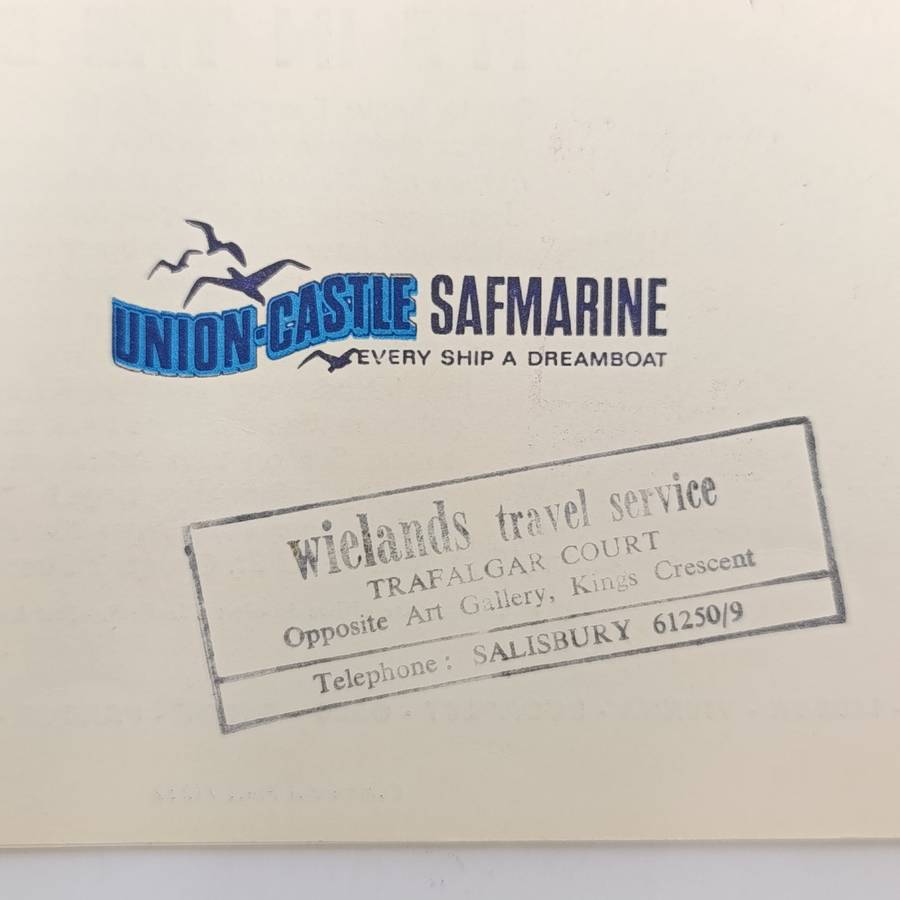 UNION-CASTLE SAFMARINE
EVERY SHIP A DREAMBOAT
wielands travel service
TRAFALGAR COURT
Opposite Art Gallery, Kings Crescent
Telephone: SALISBURY 61250/9